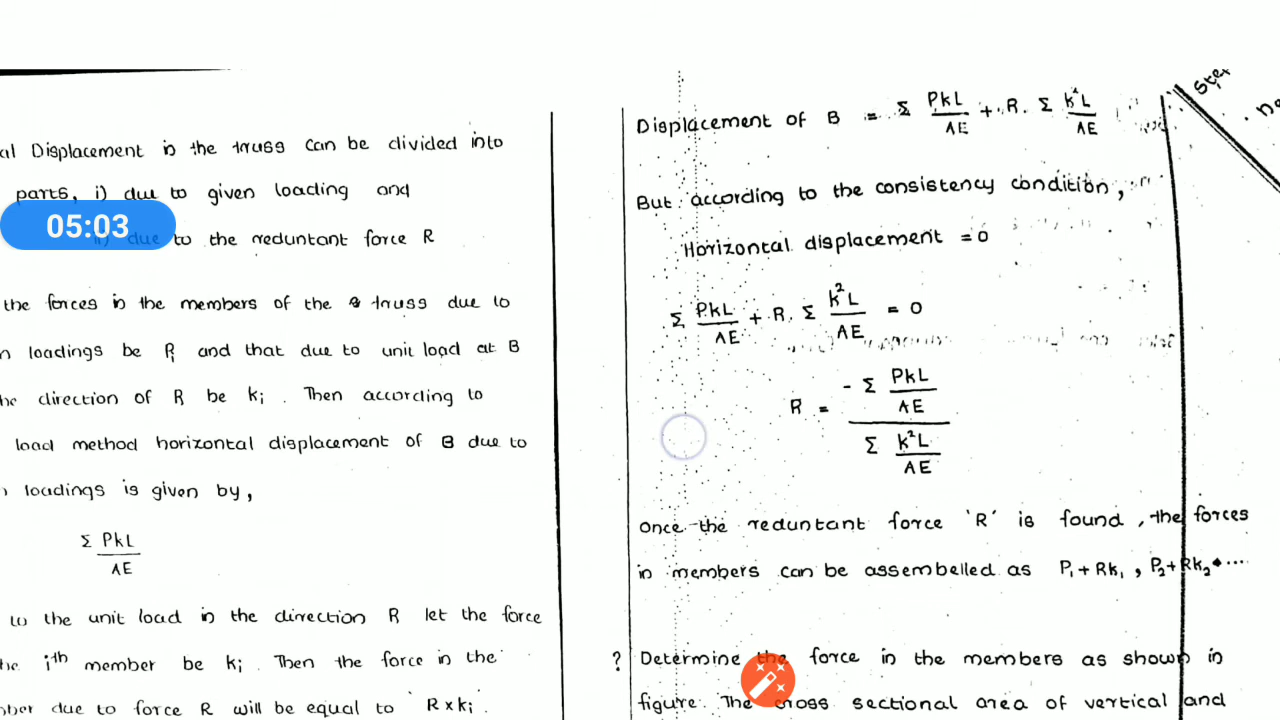 al Displacement in the truss can be divided into
parts, i) due to given loading and
05:03
due to the reduntant force R
the forces in the members of the truss due to
n loadings be Pi and that due to unit load at B
he direction of R be ki . Then according to
load method horizontal displacement of B due to
loadings is given by,
Σ PkL
AE
to the unit load in the direction R let the force
the ith member be ki . Then the force in the
mber due to force R will be equal to R x ki .
Displacement of B = Σ PkL/AE + R. Σ k²L/AE
But according to the consistency condition,
Horizontal displacement = 0
Σ PkL/AE + R. Σ k²L/AE = 0
R = - Σ PkL/AE
Σ k²L/AE
Once the reduntant force 'R' is found, the forces
in members can be assembelled as P1 + Rk1 , P2 + Rk2 ....
? Determine the force in the members as shown in
figure. The cross sectional area of vertical and